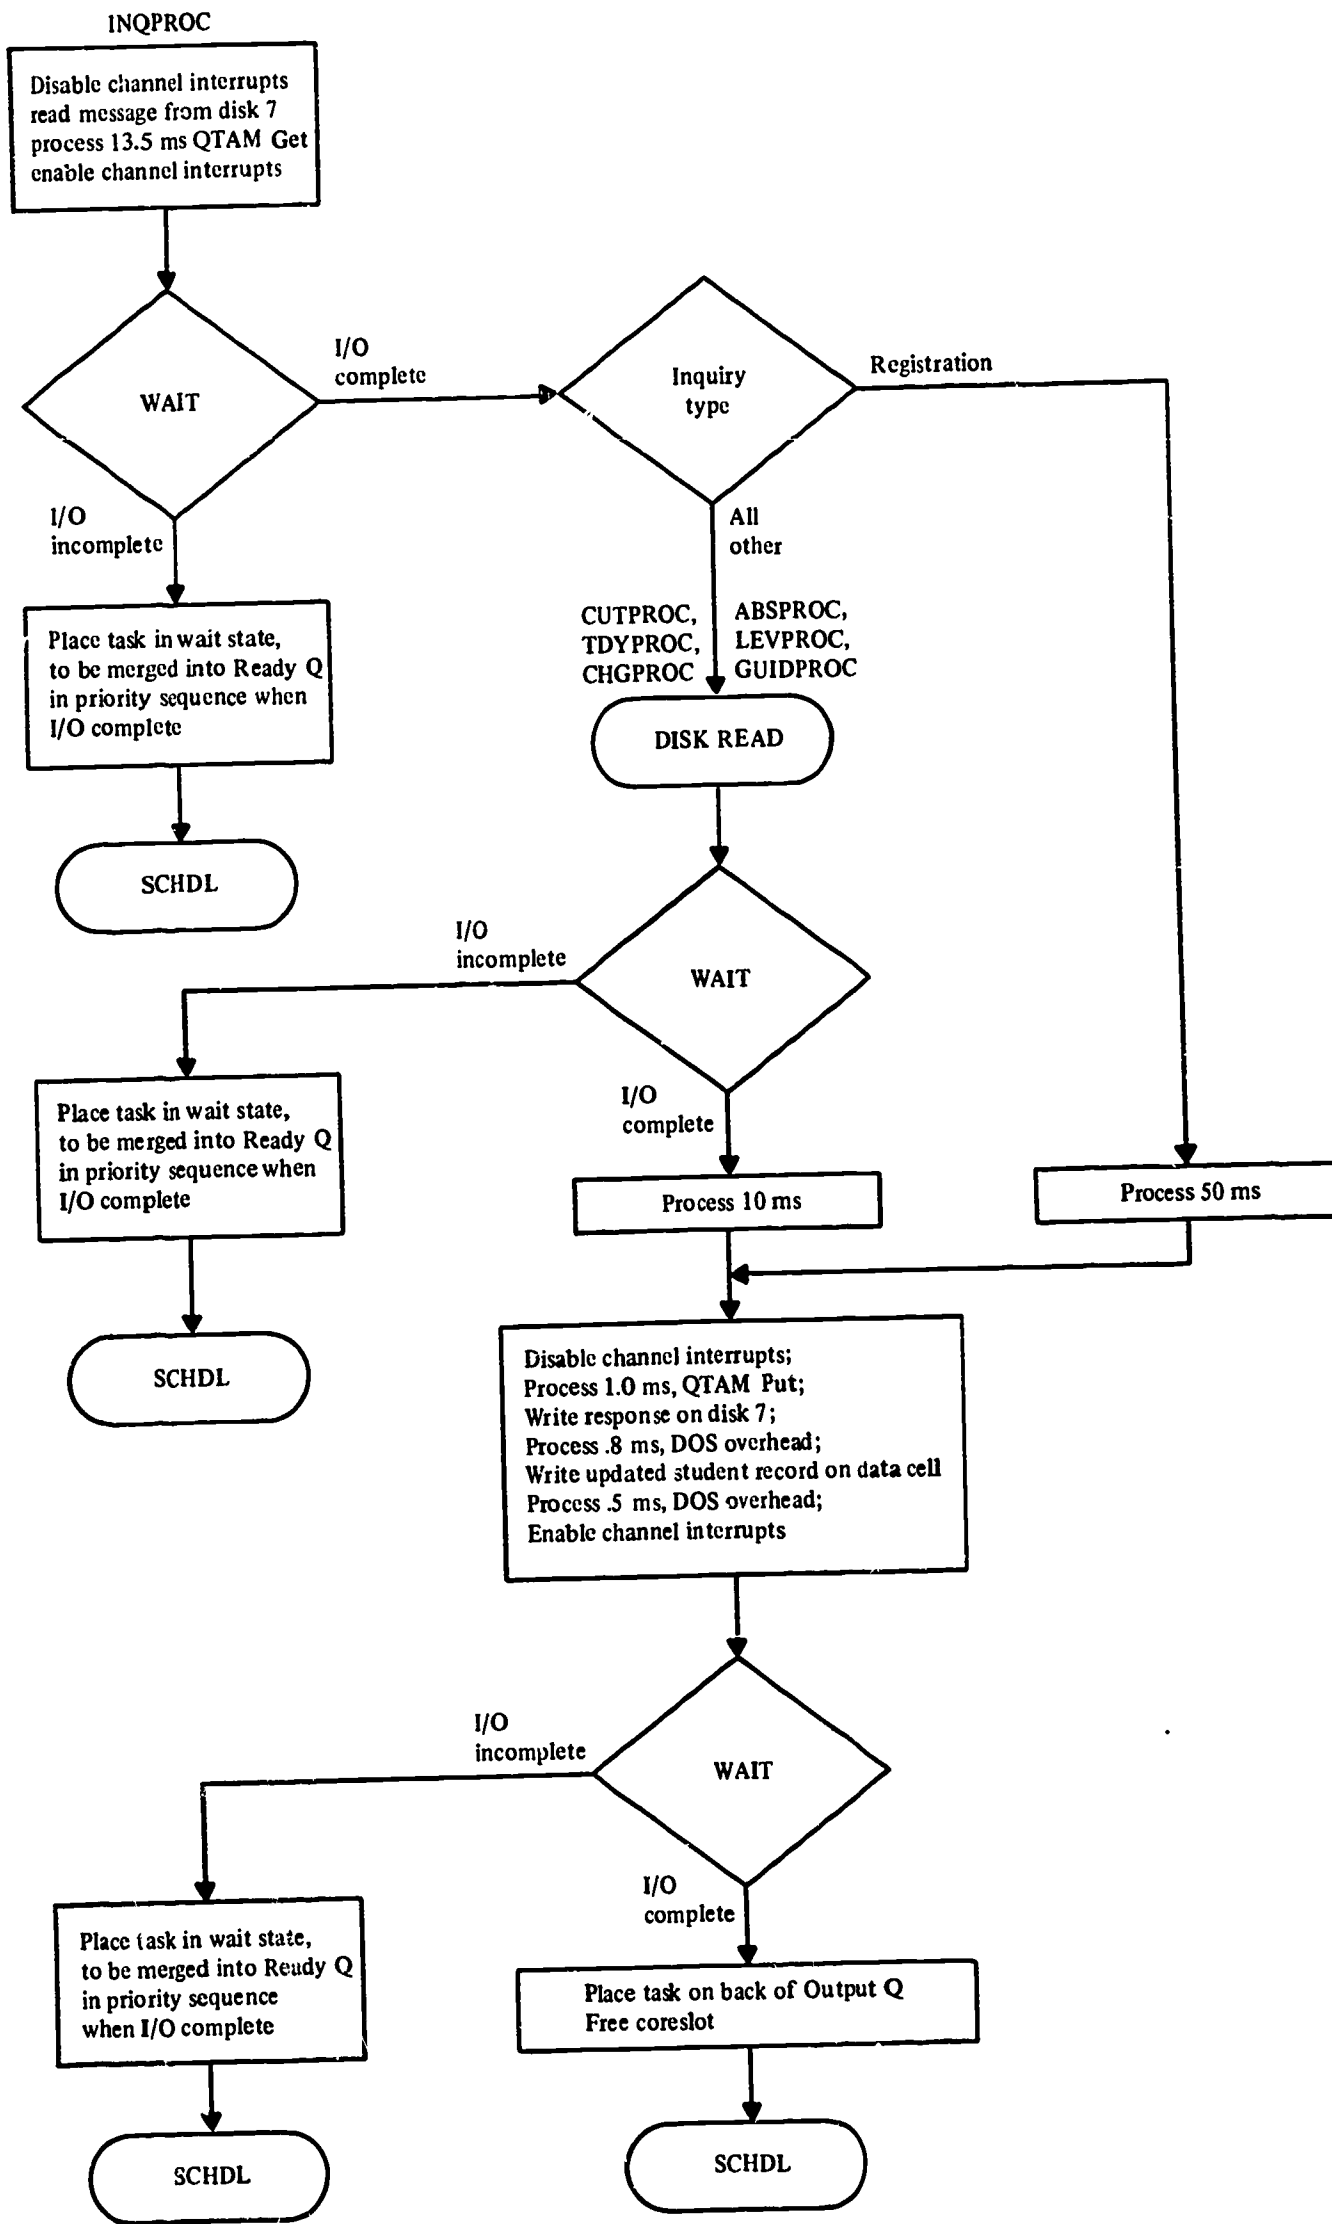 INQPROC
Disable channel interrupts
read message from disk 7
process 13.5 ms QTAM Get
enable channel interrupts
WAIT
I/O
complete
Inquiry
type
Registration
I/O
incomplete
All
other
Place task in wait state,
to be merged into Ready Q
in priority sequence when
I/O complete
CUTPROC, ABSPROC,
TDYPROC, LEVPROC,
CHGPROC GUIDPROC
DISK READ
SCHDL
I/O
incomplete
WAIT
Place task in wait state,
to be merged into Ready Q
in priority sequence when
I/O complete
I/O
complete
Process 10 ms
Process 50 ms
SCHDL
Disable channel interrupts;
Process 1.0 ms, QTAM Put;
Write response on disk 7;
Process .8 ms, DOS overhead;
Write updated student record on data cell
Process .5 ms, DOS overhead;
Enable channel interrupts
I/O
incomplete
WAIT
I/O
complete
Place task in wait state,
to be merged into Ready Q
in priority sequence
when I/O complete
Place task on back of Output Q
Free coreslot
SCHDL
SCHDL